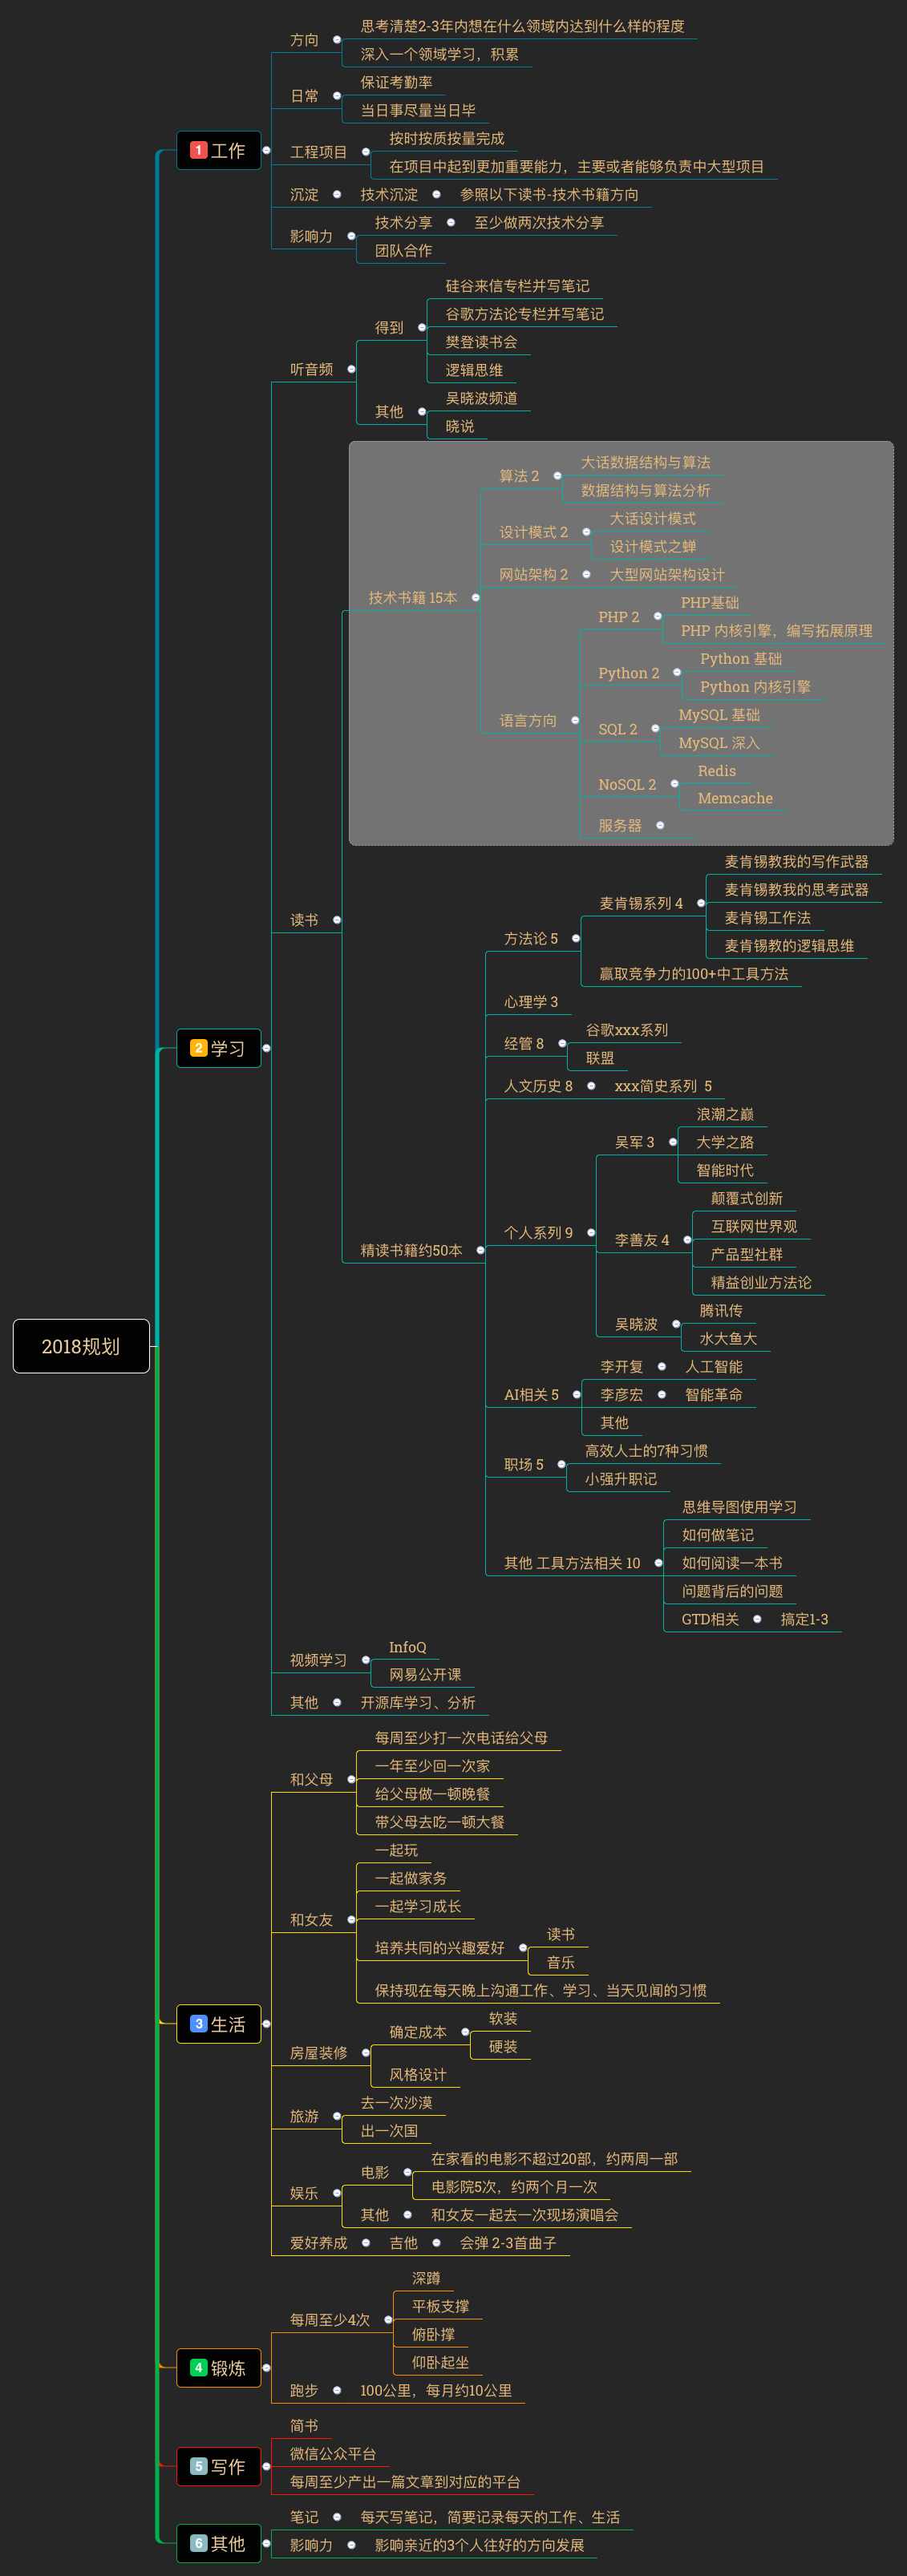 2018规划
1 工作
方向
思考清楚2-3年内想在什么领域内达到什么样的程度
深入一个领域学习，积累
日常
保证考勤率
当日事尽量当日毕
工程项目
按时按质按量完成
在项目中起到更加重要能力，主要或者能够负责中大型项目
沉淀
技术沉淀
参照以下读书-技术书籍方向
影响力
技术分享
至少做两次技术分享
团队合作
2 学习
听音频
得到
硅谷来信专栏并写笔记
谷歌方法论专栏并写笔记
樊登读书会
逻辑思维
其他
吴晓波频道
晓说
读书
技术书籍 15本
算法 2
大话数据结构与算法
数据结构与算法分析
设计模式 2
大话设计模式
设计模式之蝉
网站架构 2
大型网站架构设计
语言方向
PHP 2
PHP基础
PHP 内核引擎，编写拓展原理
Python 2
Python 基础
Python 内核引擎
SQL 2
MySQL 基础
MySQL 深入
NoSQL 2
Redis
Memcache
服务器
精读书籍约50本
方法论 5
麦肯锡系列 4
麦肯锡教我的写作武器
麦肯锡教我的思考武器
麦肯锡工作法
麦肯锡教的逻辑思维
赢取竞争力的100+中工具方法
心理学 3
经管 8
谷歌xxx系列
联盟
人文历史 8
xxx简史系列 5
个人系列 9
吴军 3
浪潮之巅
大学之路
智能时代
李善友 4
颠覆式创新
互联网世界观
产品型社群
精益创业方法论
吴晓波
腾讯传
水大鱼大
AI相关 5
李开复
人工智能
李彦宏
智能革命
其他
职场 5
高效人士的7种习惯
小强升职记
其他 工具方法相关 10
思维导图使用学习
如何做笔记
如何阅读一本书
问题背后的问题
GTD相关
搞定1-3
视频学习
InfoQ
网易公开课
其他
开源库学习、分析
3 生活
和父母
每周至少打一次电话给父母
一年至少回一次家
给父母做一顿晚餐
带父母去吃一顿大餐
和女友
一起玩
一起做家务
一起学习成长
培养共同的兴趣爱好
读书
音乐
保持现在每天晚上沟通工作、学习、当天见闻的习惯
房屋装修
确定成本
软装
硬装
风格设计
旅游
去一次沙漠
出一次国
娱乐
电影
在家看的电影不超过20部，约两周一部
电影院5次，约两个月一次
其他
和女友一起去一次现场演唱会
爱好养成
吉他
会弹 2-3首曲子
4 锻炼
每周至少4次
深蹲
平板支撑
俯卧撑
仰卧起坐
跑步
100公里，每月约10公里
5 写作
简书
微信公众平台
每周至少产出一篇文章到对应的平台
6 其他
笔记
每天写笔记，简要记录每天的工作、生活
影响力
影响亲近的3个人往好的方向发展